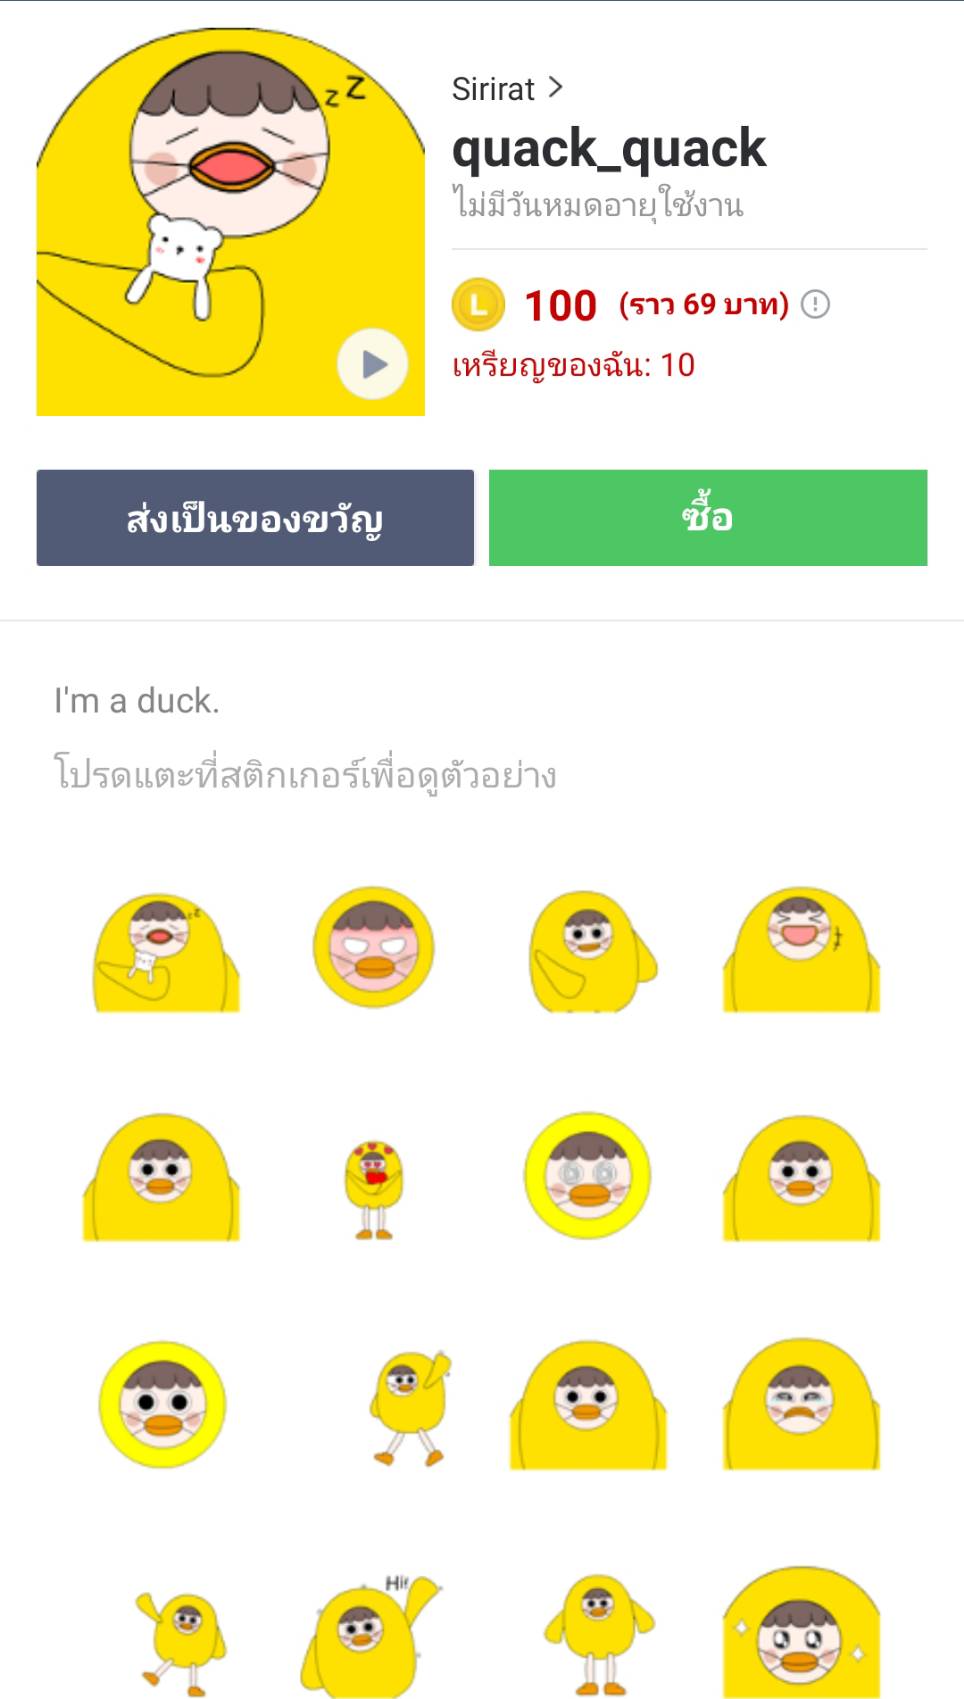 z Z
Sirirat >
quack_quack
ไม่มีวันหมดอายุใช้งาน
L 100 (ราว 69 บาท) !
เหรียญของฉัน: 10
ส่งเป็นของขวัญ
ซื้อ
I'm a duck.
โปรดแตะที่สติกเกอร์เพื่อดูตัวอย่าง
z Z
Hi!